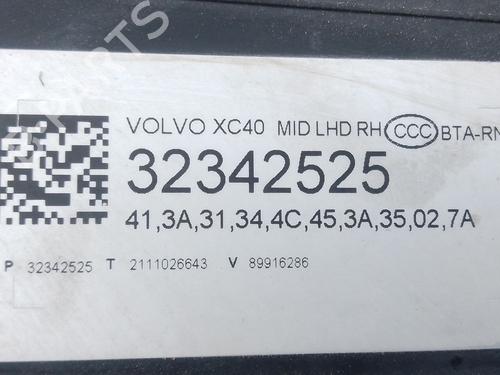 VOLVO XC40 MID LHD RH CCC BTA-RN
32342525
41,3A,31,34,4C,45,3A,35,02,7A
P 32342525 T 2111026643 V 89916286